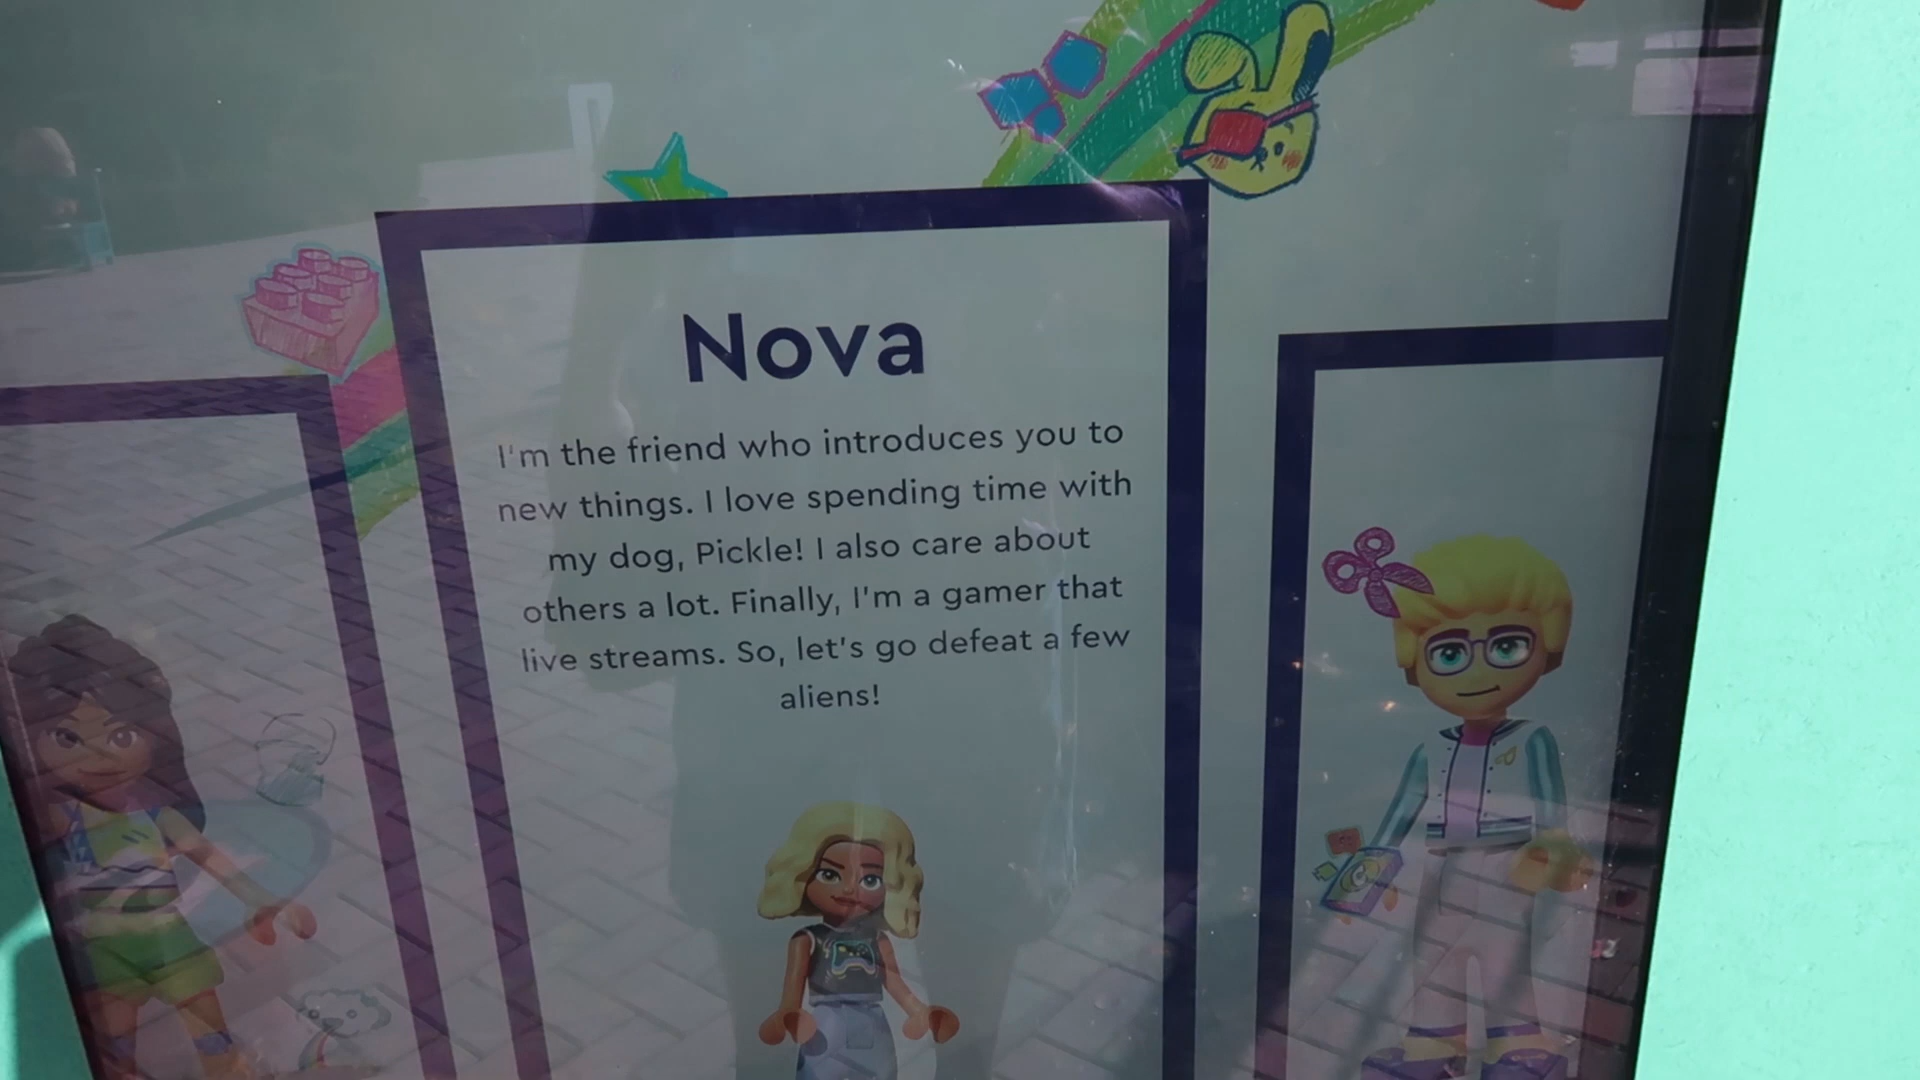 Nova
I'm the friend who introduces you to
new things. I love spending time with
my dog, Pickle! I also care about
others a lot. Finally, I'm a gamer that
live streams. So, let's go defeat a few
aliens!